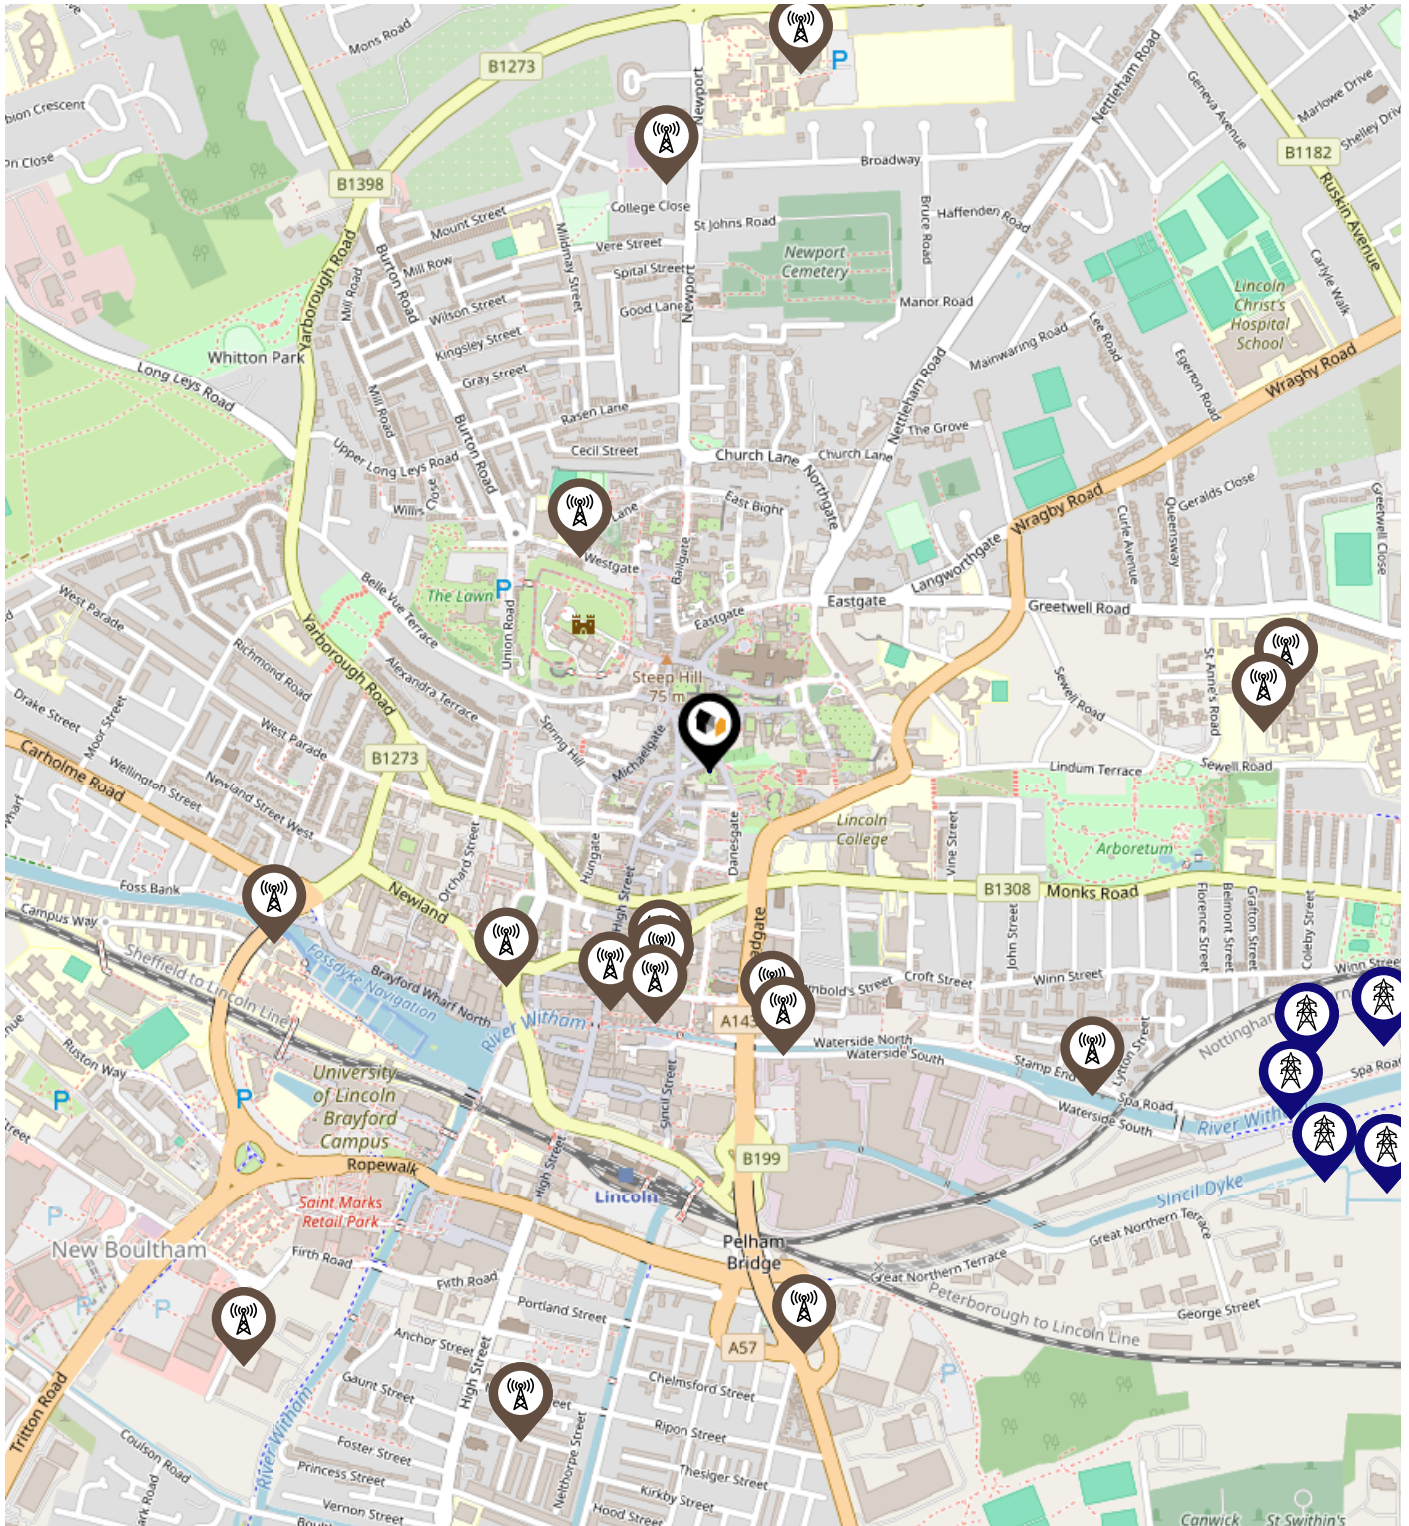 Mons Road
B1273
Newport
Nettleham Road
Geneva Avenue
Marlowe Drive
Shelley Drive
B1182
Ruskin Avenue
P
Broadway
B1398
College Close
St Johns Road
Bruce Road
Haffenden Road
Mount Street
Mildmay Street
Vere Street
Mill Row
Spital Street
Newport
Cemetery
Burton Road
Yarborough Road
Mill Road
Wilson Street
Good Lane
Newport
Manor Road
Carlyle Walk
Lincoln
Christ's
Hospital
School
Kingsley Street
Whitton Park
Mainwaring Road
Lee Road
Egerton Road
Wragby Road
Long Leys Road
Gray Street
Mill Road
Rasen Lane
Burton Road
Nettleham Road
The Grove
Cecil Street
Church Lane
Church Lane
Northgate
Upper Long Leys Road
Willis Close
Lane
East Bight
Wragby Road
Curle Avenue
Queensway
Geralds Close
Greetwell Close
Westgate
Bailgate
Langworthgate
Eastgate
Eastgate
Greetwell Road
The Lawn
P
Union Road
Belle Vue Terrace
West Parade
Yarborough Road
Richmond Road
Alexandra Terrace
Steep Hill
75 m
Sewell Road
St Anne's Road
Drake Street
Moor Street
West Parade
Spring Hill
Michaelgate
Lindum Terrace
Sewell Road
Carholme Road
Wellington Street
Newland Street West
B1273
Orchard Street
Hungate
High Street
Danesgate
Lincoln
College
Vine Street
Arboretum
Foss Bank
Newland
B1308
Monks Road
Campus Way
Florence Street
Belmont Street
Grafton Street
Coleby Street
John Street
Sheffield to Lincoln Line
Fossdyke Navigation
Brayford Wharf North
River Witham
Croft Street
Winn Street
Winn Street
Waterside North
Waterside South
Stamp End
Lytton Street
Spa Road
Waterside South
Spa Road
River Witham
Ruston Way
P
P
University
of Lincoln
Brayford
Campus
Sincil Street
High Street
B199
Ropewalk
Saint Marks
Retail Park
Lincoln
Sincil Dyke
Great Northern Terrace
Pelham
Bridge
Great Northern Terrace
P
New Boultham
Firth Road
Firth Road
Peterborough to Lincoln Line
George Street
P
P
Portland Street
Anchor Street
A57
P
High Street
Gaunt Street
Chelmsford Street
Tritton Road
River Witham
Ripon Street
Foster Street
Coulson Road
Princess Street
Nelthorpe Street
Thesiger Street
Kirkby Street
Vernon Street
Hood Street
Canwick
St Swithin's